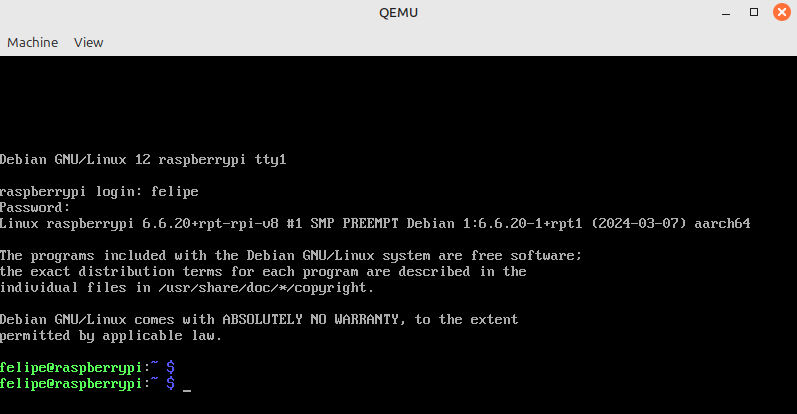 QEMU
Machine View
Debian GNU/Linux 12 raspberrypi tty1
raspberrypi login: felipe
Password:
Linux raspberrypi 6.6.20+rpt-rpi-v8 #1 SMP PREEMPT Debian 1:6.6.20-1+rpt1 (2024-03-07) aarch64
The programs included with the Debian GNU/Linux system are free software;
the exact distribution terms for each program are described in the
individual files in /usr/share/doc/*/copyright.
Debian GNU/Linux comes with ABSOLUTELY NO WARRANTY, to the extent
permitted by applicable law.
felipe@raspberrypi:~ $
felipe@raspberrypi:~ $ _